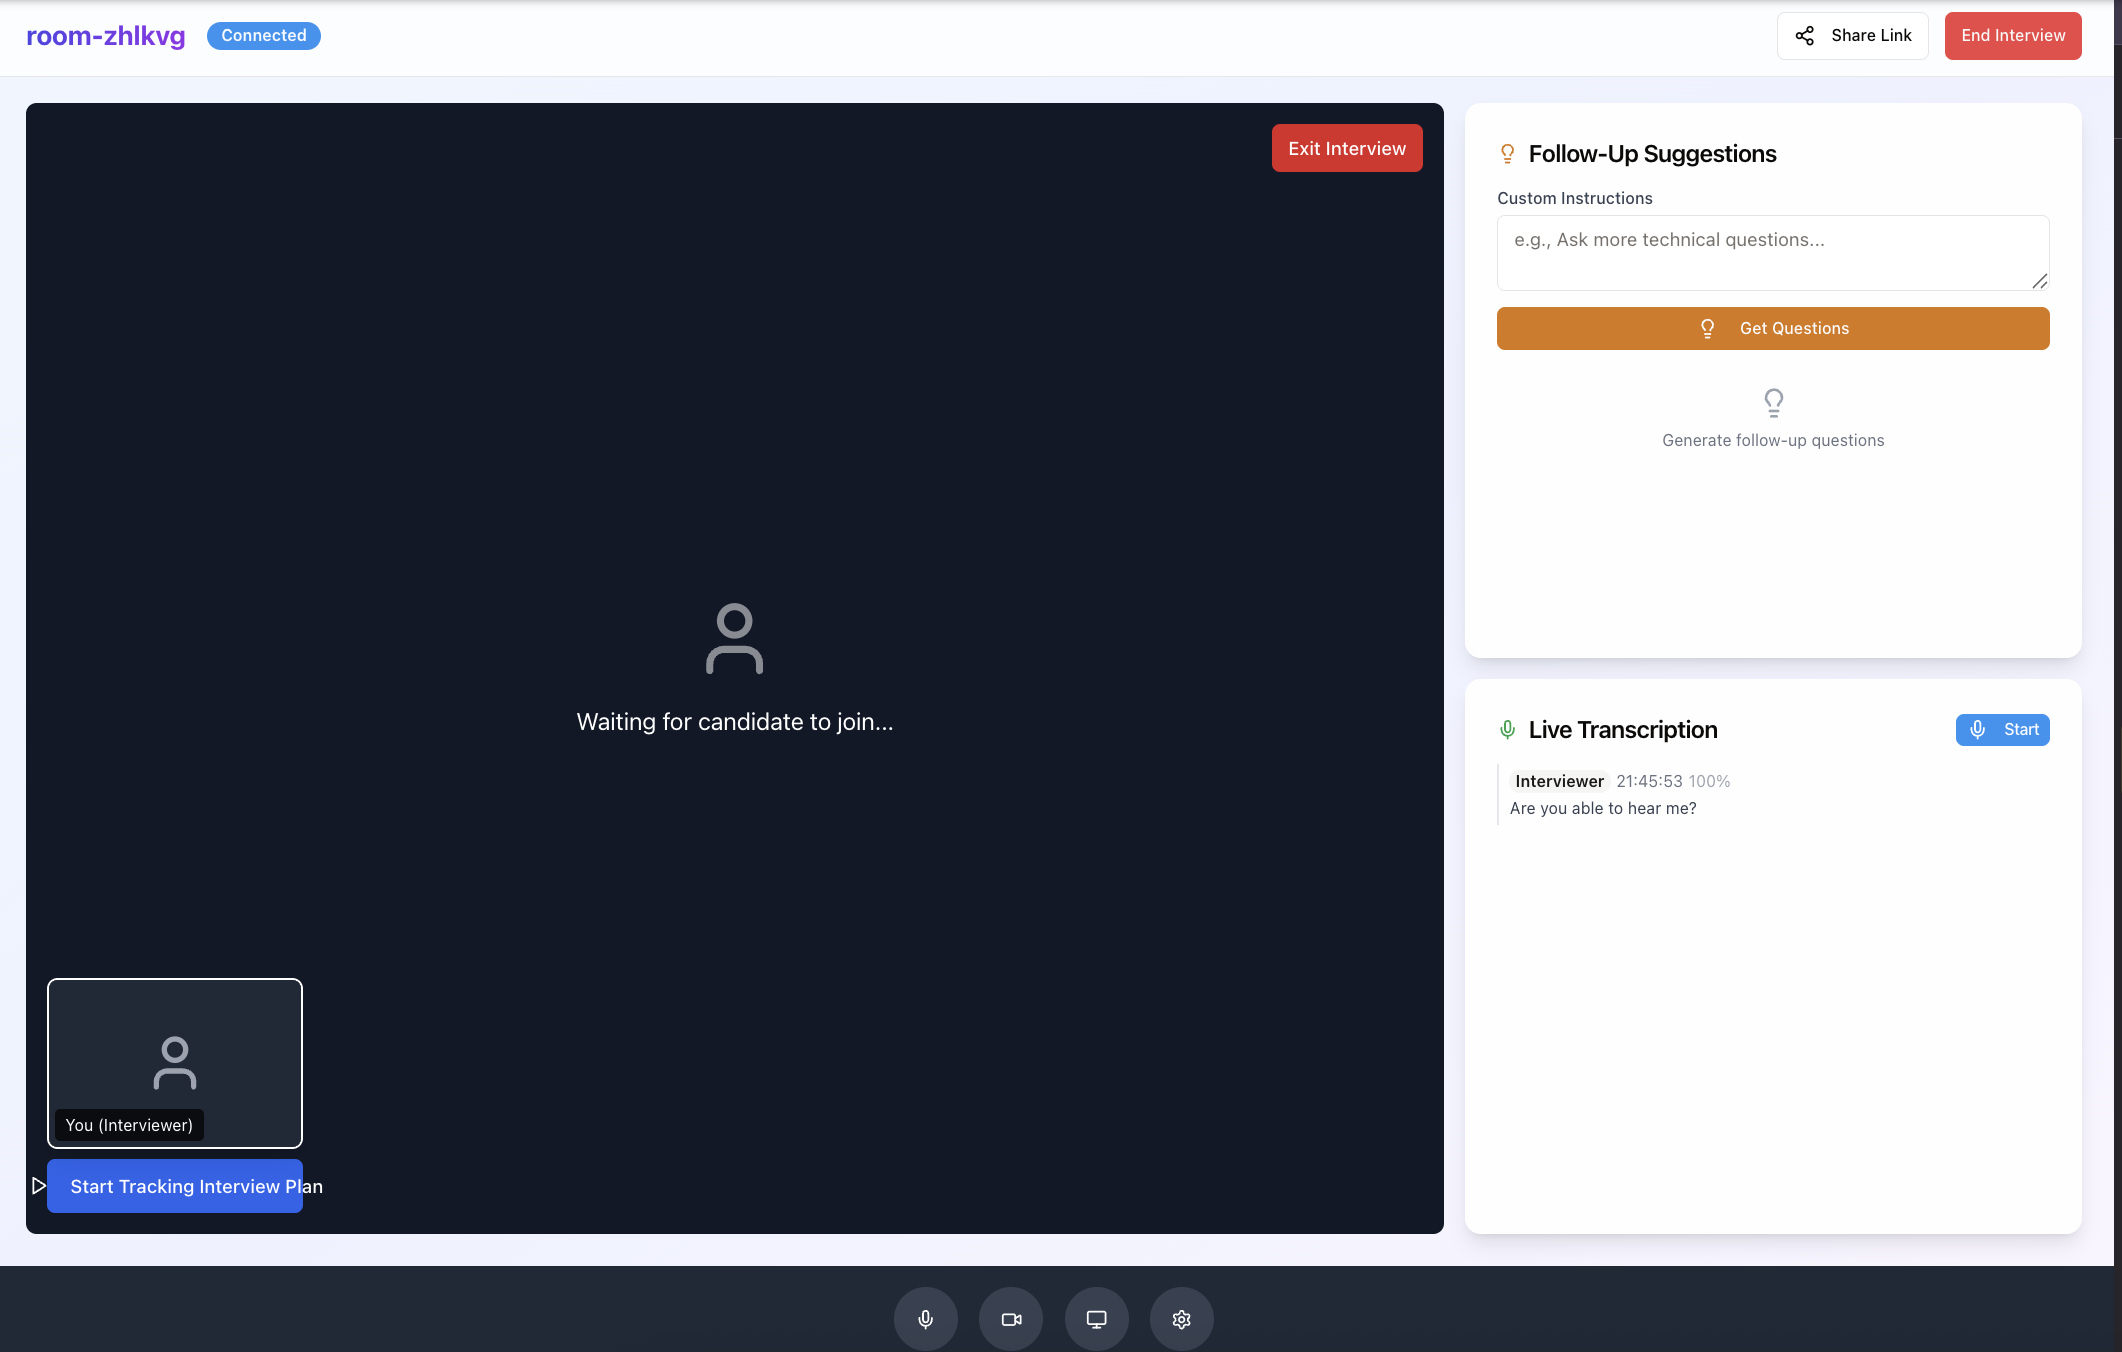 room-zhlkvg
Connected
Share Link
End Interview
Exit Interview
Waiting for candidate to join...
You (Interviewer)
Start Tracking Interview Plan
Follow-Up Suggestions
Custom Instructions
e.g., Ask more technical questions...
Get Questions
Generate follow-up questions
Live Transcription
Start
Interviewer 21:45:53 100%
Are you able to hear me?